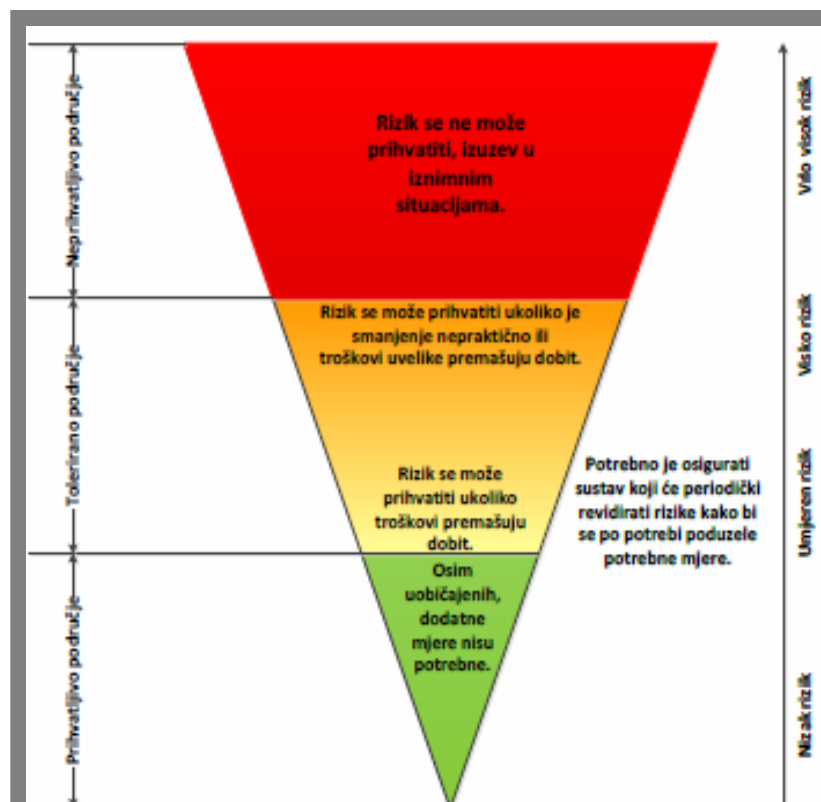 Neprihvatljivo područje
Rizik se ne može
prihvatiti, izuzev u
iznimnim
situacijama.
Vrlo visok rizik
Tolerirano područje
Rizik se može prihvatiti ukoliko je
smanjenje nepraktično ili
troškovi uvelike premašuju dobit.
Visko rizik
Rizik se može
prihvatiti ukoliko
troškovi premašuju
dobit.
Potrebno je osigurati
sustav koji će periodički
revidirati rizike kako bi
se po potrebi poduzele
potrebne mjere.
Umjeren rizik
Prihvatljivo područje
Osim
uobičajenih,
dodatne
mjere nisu
potrebne.
Nizak rizik